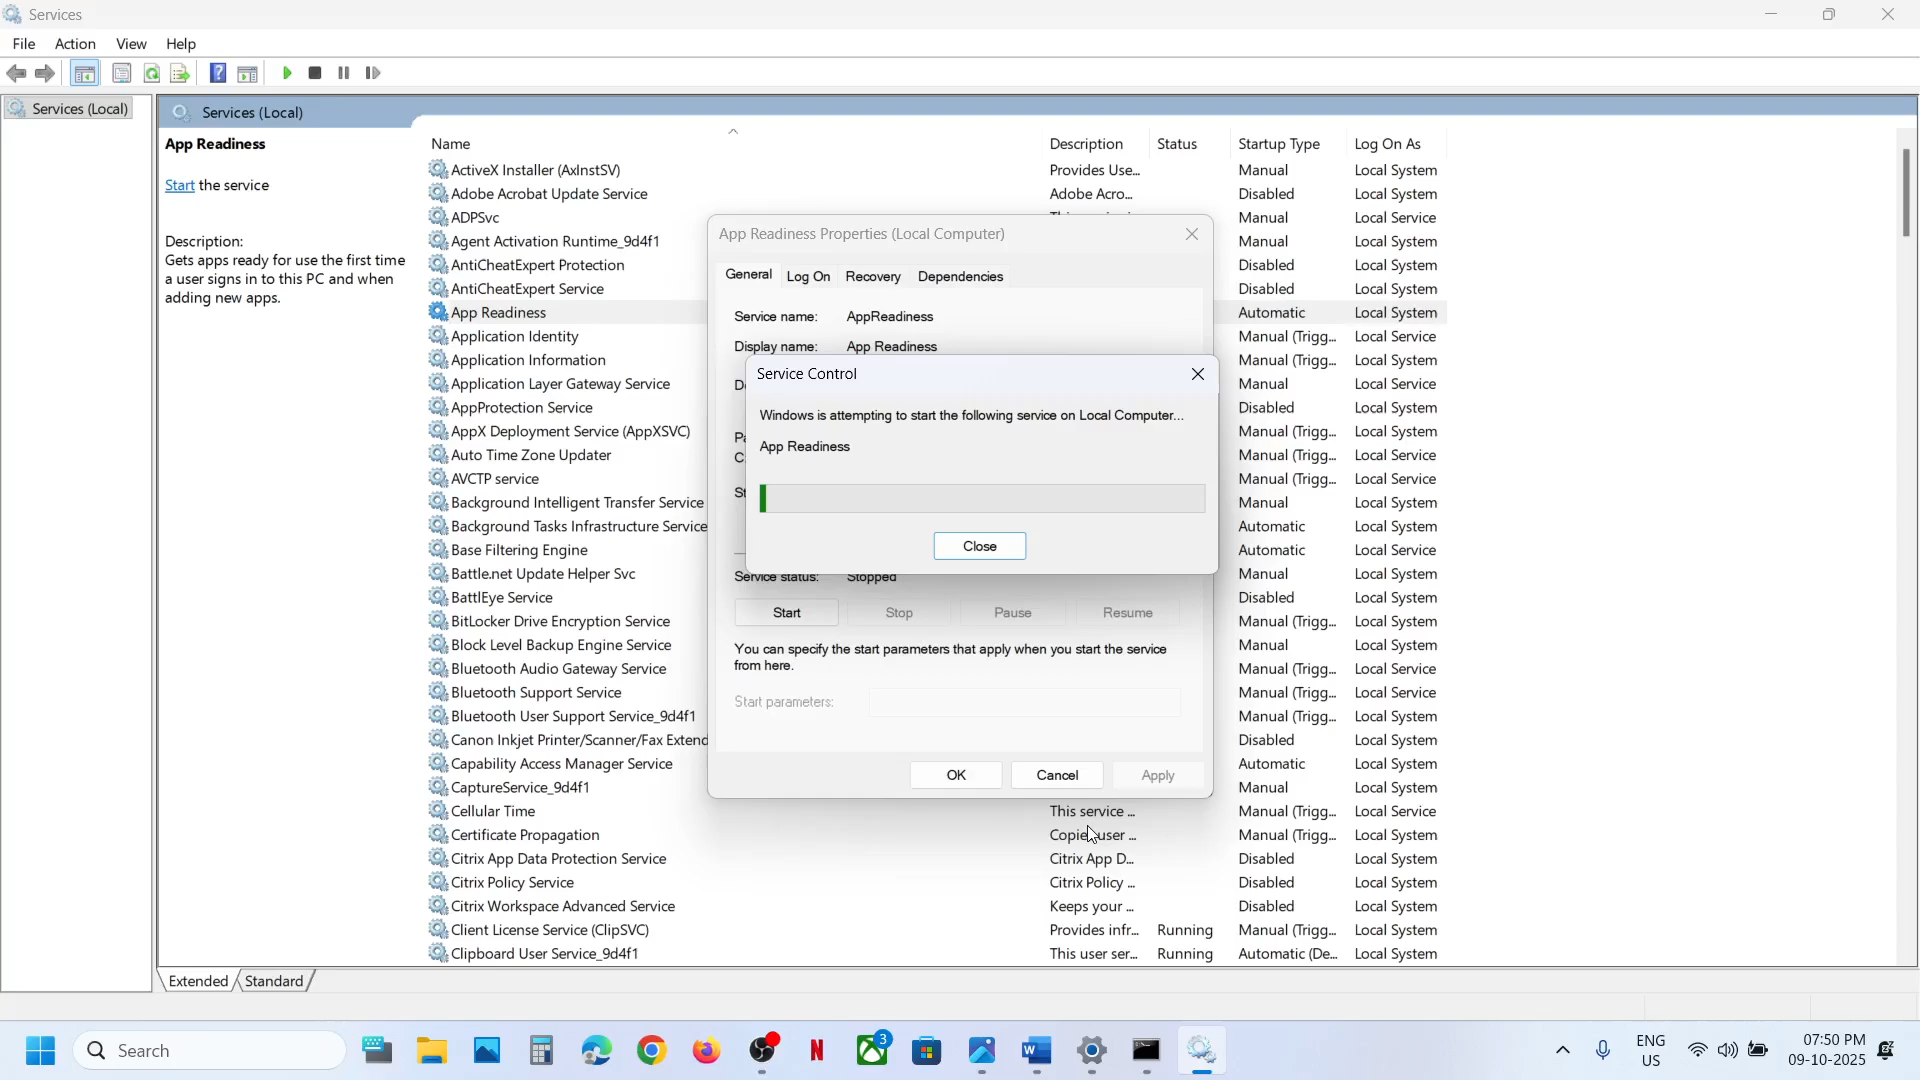 Services
File Action View Help
Services (Local)
Services (Local)
App Readiness
Start the service
Description:
Gets apps ready for use the first time
a user signs in to this PC and when
adding new apps.
Name Description Status Startup Type Log On As
ActiveX Installer (AxInstSV) Provides Use... Manual Local System
Adobe Acrobat Update Service Adobe Acro... Disabled Local System
ADPSvc Manual Local Service
Agent Activation Runtime_9d4f1 Manual Local System
AntiCheatExpert Protection Disabled Local System
AntiCheatExpert Service Disabled Local System
App Readiness Automatic Local System
Application Identity Manual (Trigg... Local Service
Application Information Manual (Trigg... Local System
Application Layer Gateway Service Manual Local Service
AppProtection Service Disabled Local System
AppX Deployment Service (AppXSVC) Manual (Trigg... Local System
Auto Time Zone Updater Manual (Trigg... Local Service
AVCTP service Manual (Trigg... Local Service
Background Intelligent Transfer Service Manual Local System
Background Tasks Infrastructure Service Automatic Local System
Base Filtering Engine Automatic Local Service
Battle.net Update Helper Svc Manual Local System
BattlEye Service Disabled Local System
BitLocker Drive Encryption Service Manual (Trigg... Local System
Block Level Backup Engine Service Manual Local System
Bluetooth Audio Gateway Service Manual (Trigg... Local Service
Bluetooth Support Service Manual (Trigg... Local Service
Bluetooth User Support Service_9d4f1 Manual (Trigg... Local System
Canon Inkjet Printer/Scanner/Fax Extend Disabled Local System
Capability Access Manager Service Automatic Local System
CaptureService_9d4f1 Manual Local System
Cellular Time This service ... Manual (Trigg... Local Service
Certificate Propagation Manual (Trigg... Local System
Citrix App Data Protection Service Citrix App D... Disabled Local System
Citrix Policy Service Citrix Policy ... Disabled Local System
Citrix Workspace Advanced Service Keeps your ... Disabled Local System
Client License Service (ClipSVC) Provides infr... Running Manual (Trigg... Local System
Clipboard User Service_9d4f1 This user ser... Running Automatic (De... Local System
App Readiness Properties (Local Computer)
General Log On Recovery Dependencies
Service name: AppReadiness
Display name: App Readiness
Service Control
Windows is attempting to start the following service on Local Computer...
App Readiness
Close
Service status: Stopped
Start Stop Pause Resume
You can specify the start parameters that apply when you start the service
from here.
Start parameters:
OK Cancel Apply
Extended Standard
Search
3
ENG
US
07:50 PM
09-10-2025